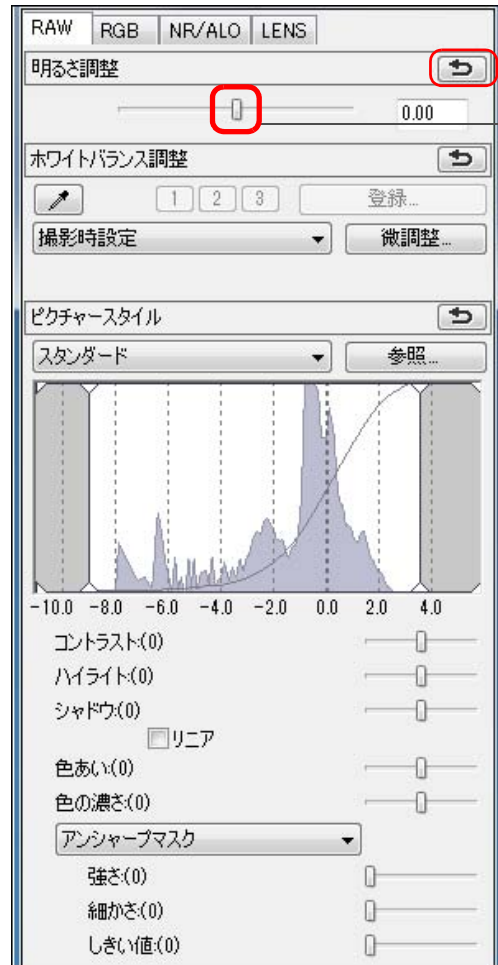 RAW RGB NR/ALO LENS
明るさ調整
0.00
ホワイトバランス調整
1 2 3 登録...
撮影時設定 微調整...
ピクチャースタイル
スタンダード 参照...
-10.0 -8.0 -6.0 -4.0 -2.0 0.0 2.0 4.0
コントラスト:(0)
ハイライト:(0)
シャドウ:(0)
リニア
色あい:(0)
色の濃さ:(0)
アンシャープマスク
強さ:(0)
細かさ:(0)
しきい値:(0)